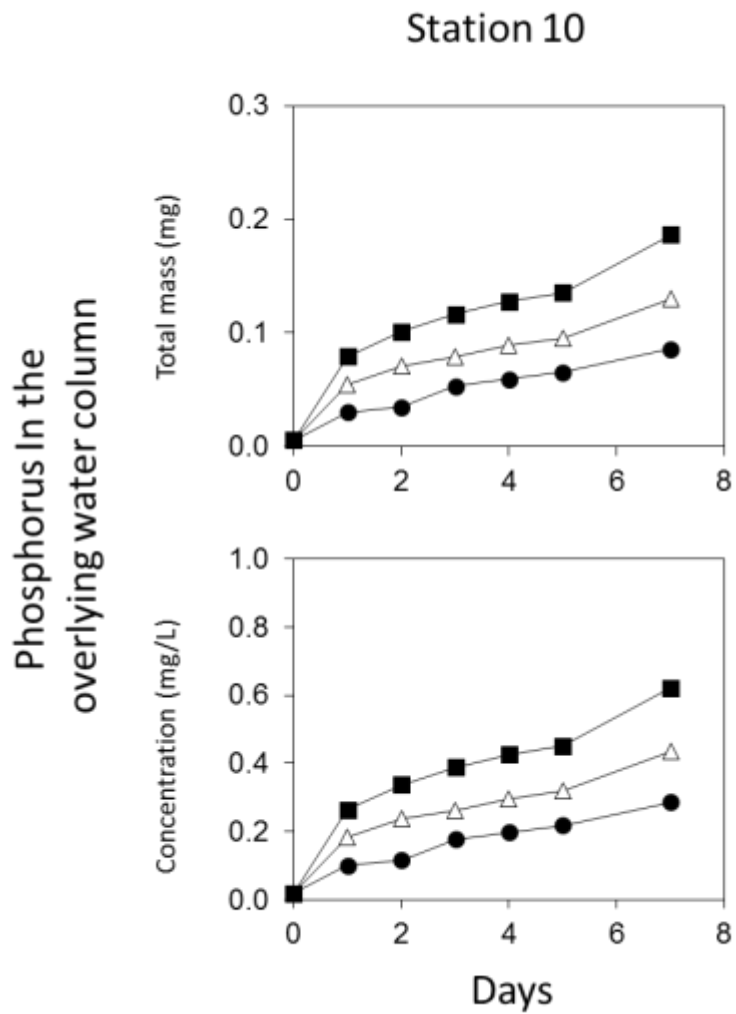 Station 10
Phosphorus In the
overlying water column
Total mass (mg)
0.3
0.2
0.1
0.0
0 2 4 6 8
Concentration (mg/L)
1.0
0.8
0.6
0.4
0.2
0.0
0 2 4 6 8
Days